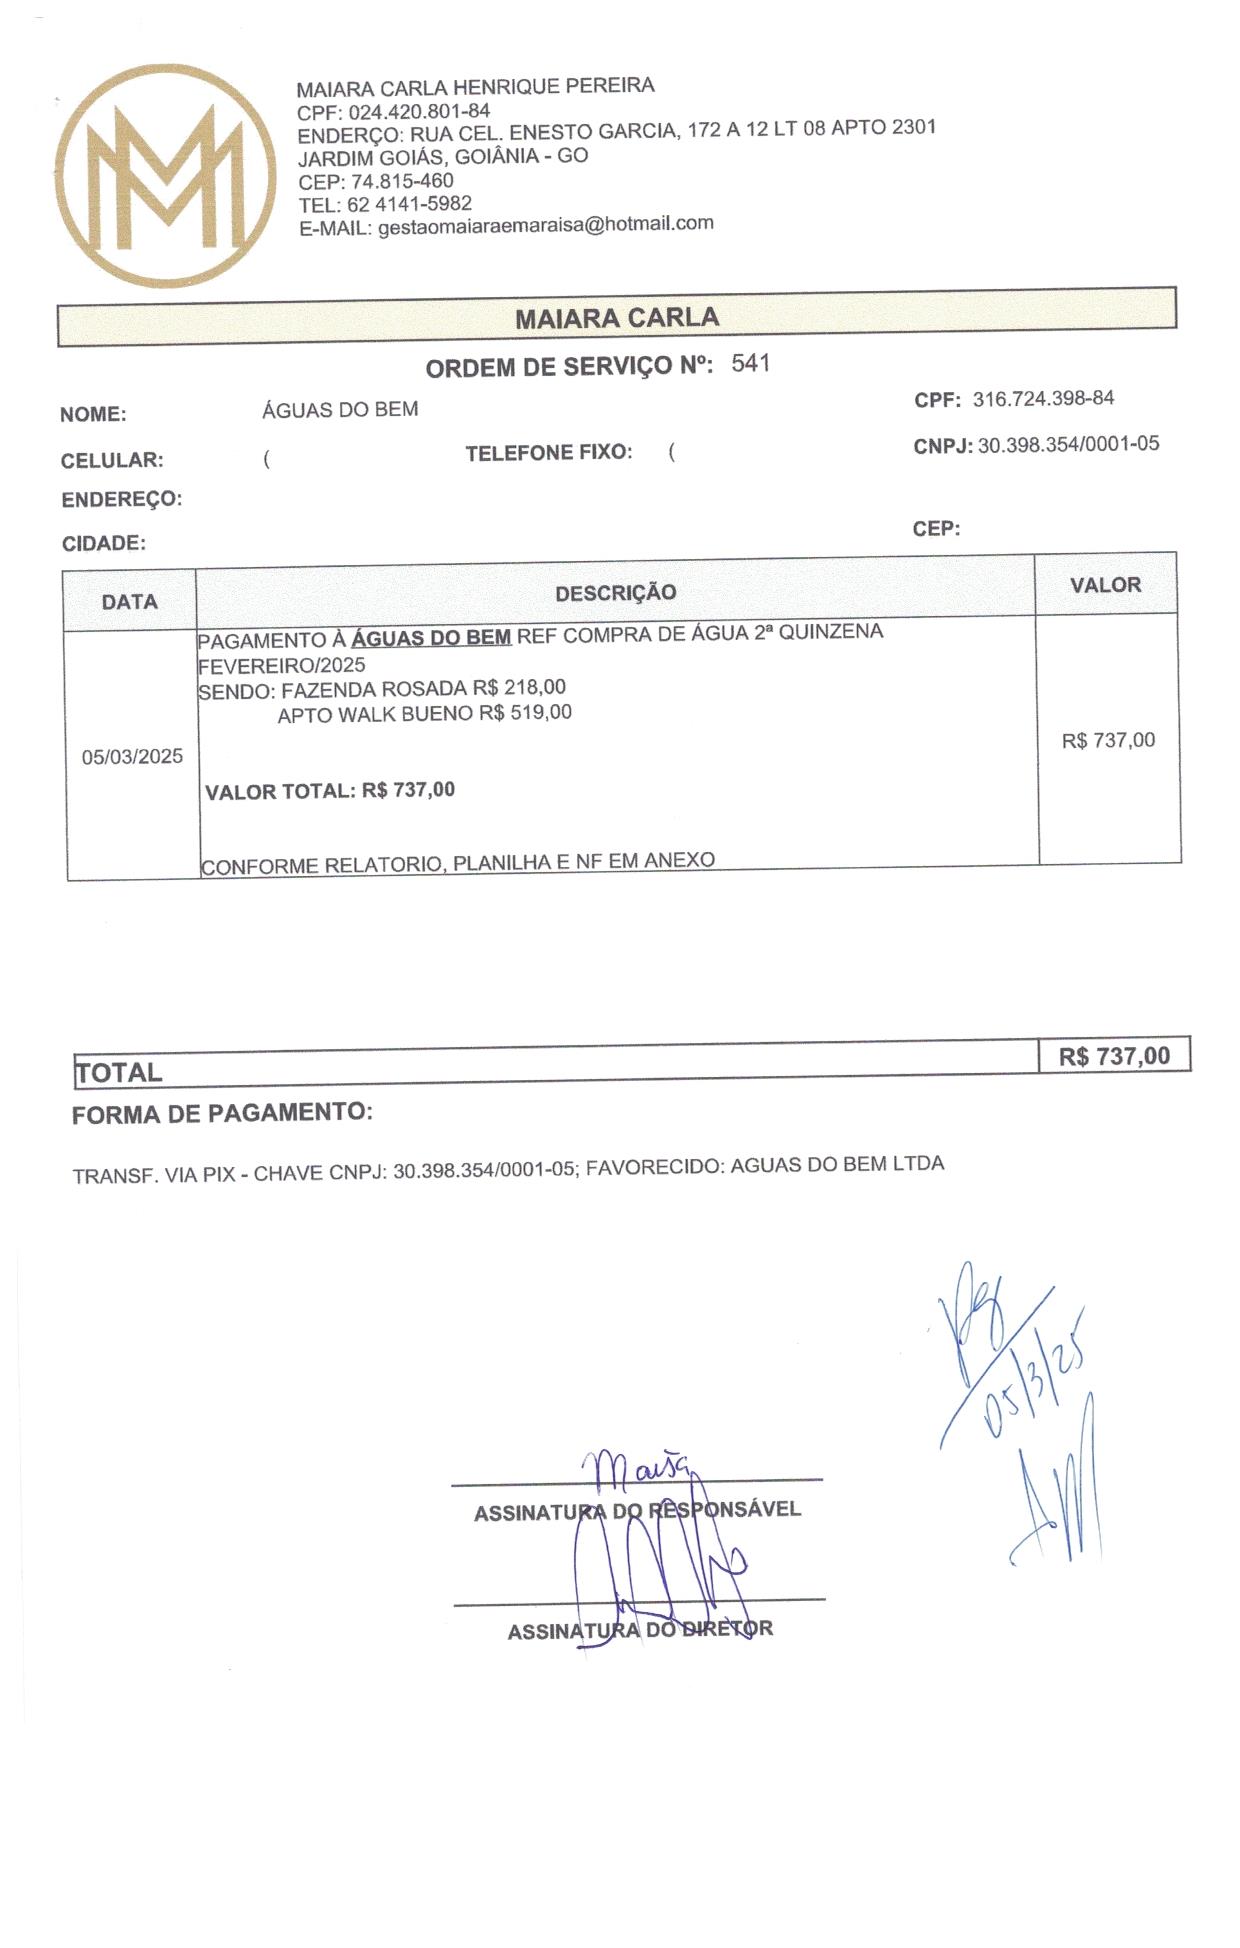 MAIARA CARLA HENRIQUE PEREIRA
CPF: 024.420.801-84
ENDERÇO: RUA CEL. ENESTO GARCIA, 172 A 12 LT 08 APTO 2301
JARDIM GOIÁS, GOIÂNIA - GO
CEP: 74.815-460
TEL: 62 4141-5982
E-MAIL: gestaomaiaraemaraisa@hotmail.com
MAIARA CARLA
ORDEM DE SERVIÇO Nº: 541
NOME: ÁGUAS DO BEM CPF: 316.724.398-84
CELULAR: ( TELEFONE FIXO: ( CNPJ: 30.398.354/0001-05
ENDEREÇO:
CIDADE: CEP:
DATA DESCRIÇÃO VALOR
PAGAMENTO À ÁGUAS DO BEM REF COMPRA DE ÁGUA 2ª QUINZENA
FEVEREIRO/2025
SENDO: FAZENDA ROSADA R$ 218,00
APTO WALK BUENO R$ 519,00
05/03/2025 R$ 737,00
VALOR TOTAL: R$ 737,00
CONFORME RELATORIO, PLANILHA E NF EM ANEXO
TOTAL R$ 737,00
FORMA DE PAGAMENTO:
TRANSF. VIA PIX - CHAVE CNPJ: 30.398.354/0001-05; FAVORECIDO: AGUAS DO BEM LTDA
pg
05/3/25
AM
ASSINATURA DO RESPONSÁVEL
ASSINATURA DO DIRETOR